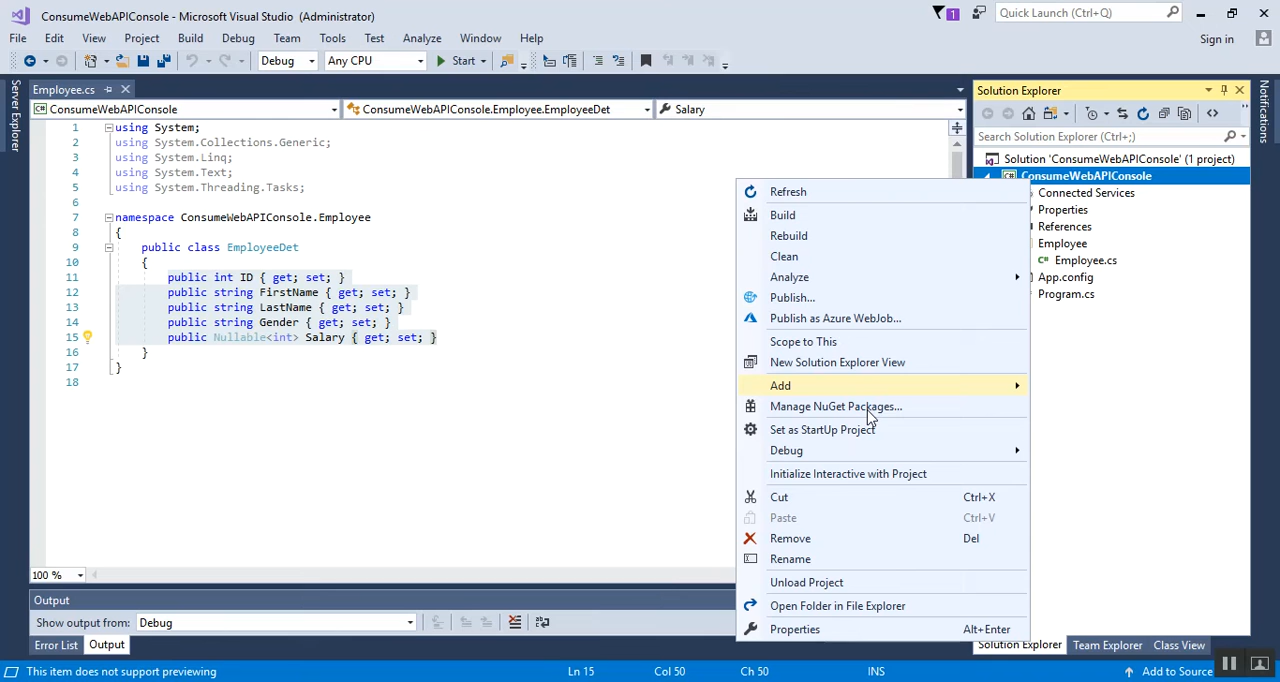 ConsumeWebAPIConsole - Microsoft Visual Studio (Administrator)
1
Quick Launch (Ctrl+Q)
File Edit View Project Build Debug Team Tools Test Analyze Window Help
Sign in
Debug Any CPU Start
Server Explorer
Employee.cs
ConsumeWebAPIConsole ConsumeWebAPIConsole.Employee.EmployeeDet Salary
1 using System;
2 using System.Collections.Generic;
3 using System.Linq;
4 using System.Text;
5 using System.Threading.Tasks;
6
7 namespace ConsumeWebAPIConsole.Employee
8 {
9 public class EmployeeDet
10 {
11 public int ID { get; set; }
12 public string FirstName { get; set; }
13 public string LastName { get; set; }
14 public string Gender { get; set; }
15 public Nullable<int> Salary { get; set; }
16 }
17 }
18
100 %
Output
Show output from: Debug
Error List Output
Refresh
Build
Rebuild
Clean
Analyze
Publish...
Publish as Azure WebJob...
Scope to This
New Solution Explorer View
Add
Manage NuGet Packages...
Set as StartUp Project
Debug
Initialize Interactive with Project
Cut Ctrl+X
Paste Ctrl+V
Remove Del
Rename
Unload Project
Open Folder in File Explorer
Properties Alt+Enter
Solution Explorer
Search Solution Explorer (Ctrl+;)
Solution 'ConsumeWebAPIConsole' (1 project)
C# ConsumeWebAPIConsole
Connected Services
Properties
References
Employee
C# Employee.cs
App.config
Program.cs
Solution Explorer Team Explorer Class View
Notifications
This item does not support previewing Ln 15 Col 50 Ch 50 INS Add to Source